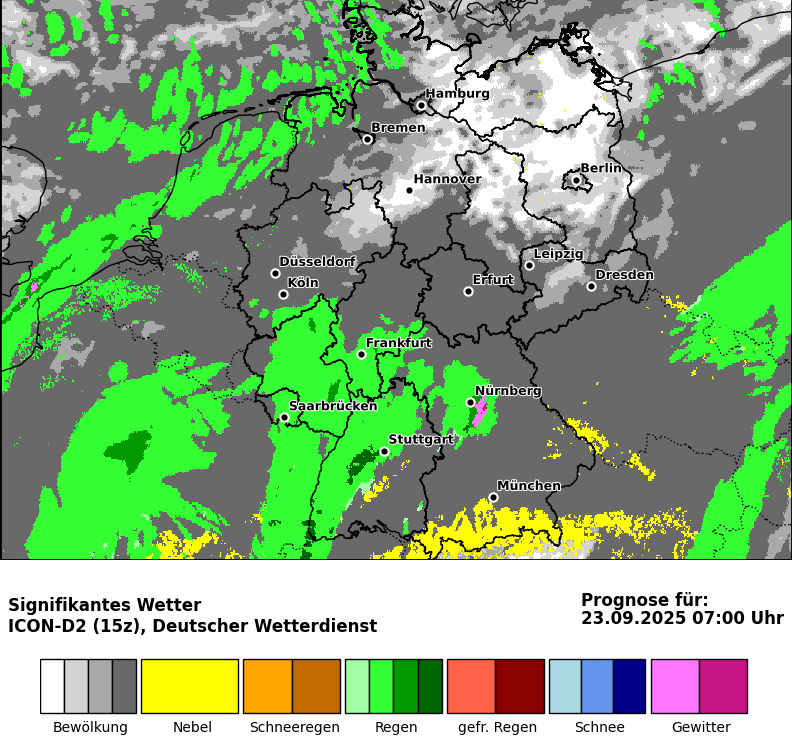 Hamburg
Bremen
Berlin
Hannover
Leipzig
Düsseldorf
Dresden
Köln
Erfurt
Frankfurt
Nürnberg
Saarbrücken
Stuttgart
München
Signifikantes Wetter
ICON-D2 (15z), Deutscher Wetterdienst
Prognose für:
23.09.2025 07:00 Uhr
Bewölkung
Nebel
Schneeregen
Regen
gefr. Regen
Schnee
Gewitter